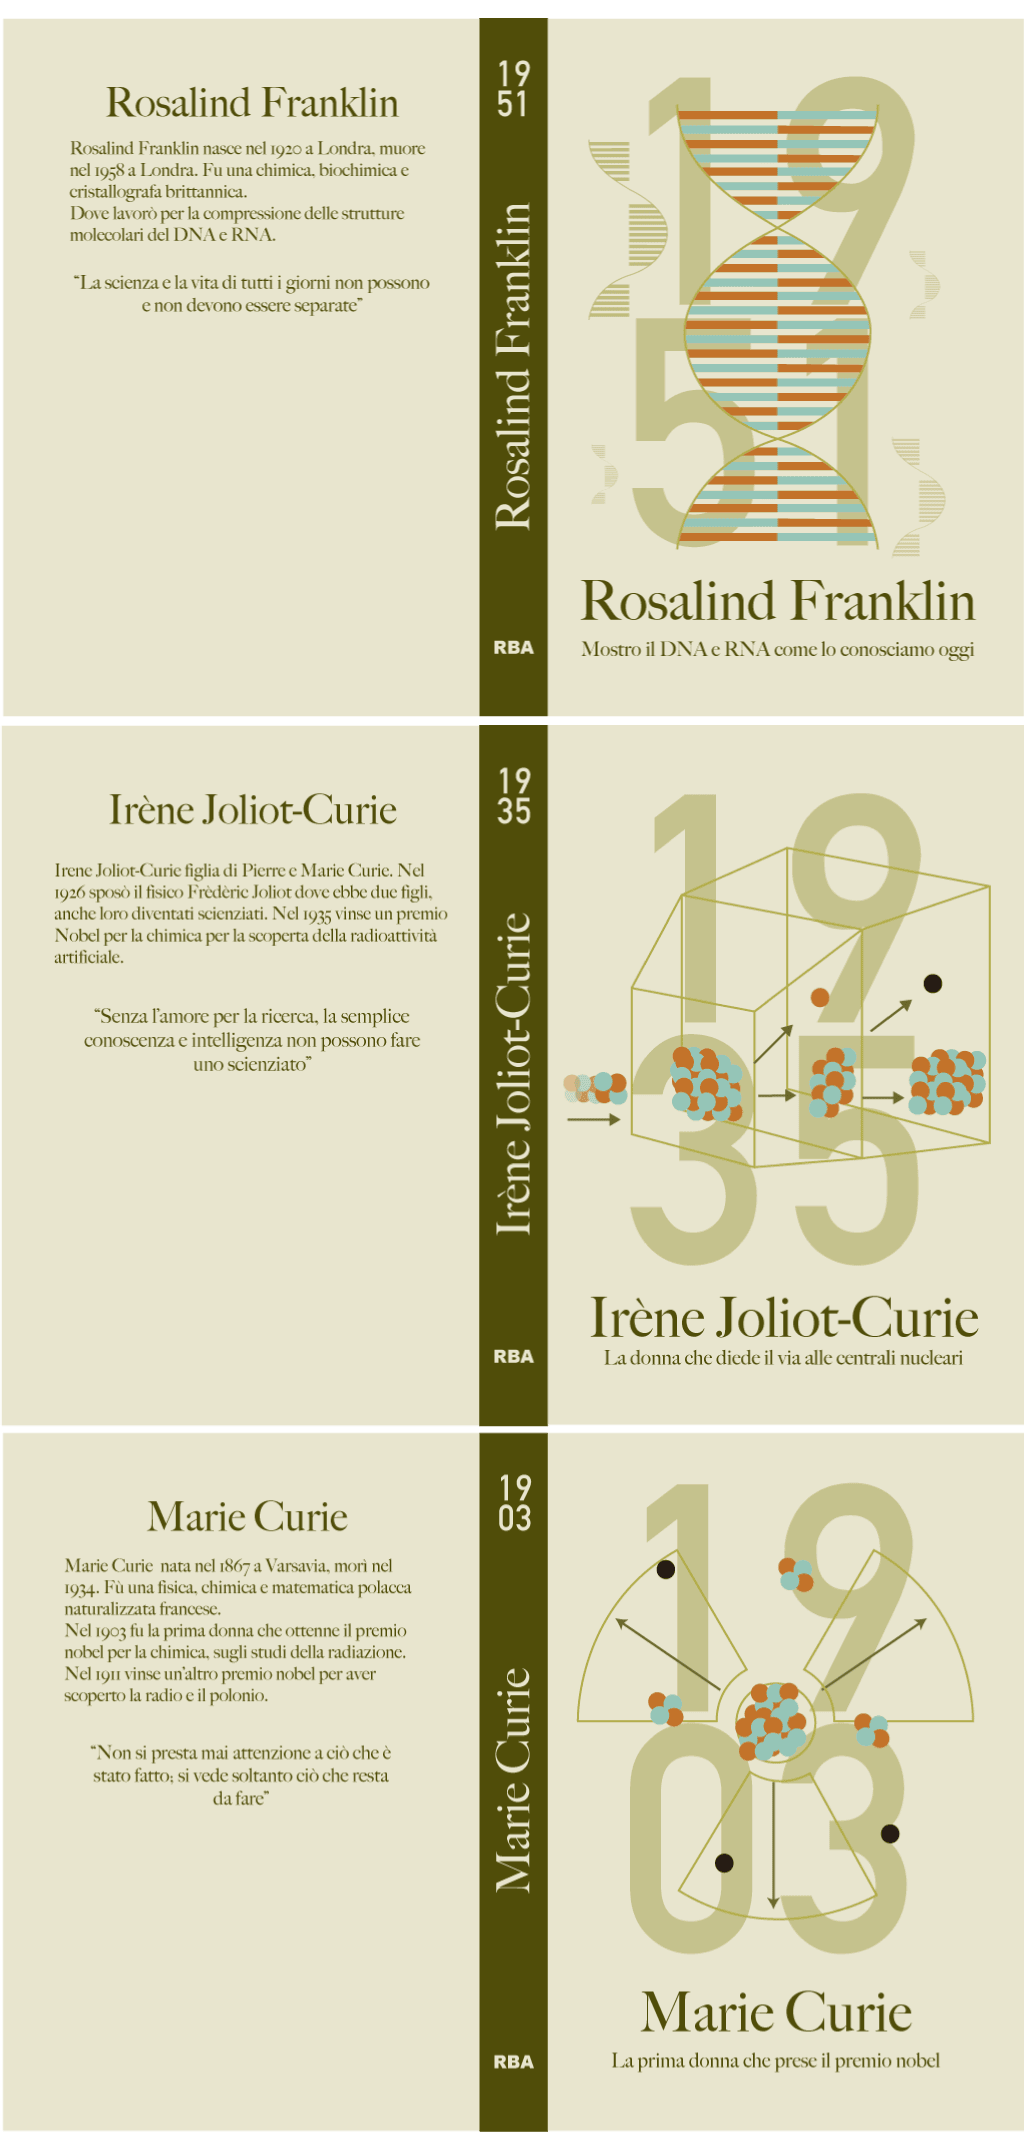 Rosalind Franklin
Rosalind Franklin nasce nel 1920 a Londra, muore
nel 1958 a Londra. Fu una chimica, biochimica e
cristallografa brittannica.
Dove lavorò per la compressione delle strutture
molecolari del DNA e RNA.
“La scienza e la vita di tutti i giorni non possono
e non devono essere separate”
19
51
Rosalind Franklin
RBA
19
51
Rosalind Franklin
Mostro il DNA e RNA come lo conosciamo oggi
Irène Joliot-Curie
Irene Joliot-Curie figlia di Pierre e Marie Curie. Nel
1926 sposò il fisico Frèdèric Joliot dove ebbe due figli,
anche loro diventati scienziati. Nel 1935 vinse un premio
Nobel per la chimica per la scoperta della radioattività
artificiale.
“Senza l'amore per la ricerca, la semplice
conoscenza e intelligenza non possono fare
uno scienziato”
19
35
Irène Joliot-Curie
RBA
19
35
Irène Joliot-Curie
La donna che diede il via alle centrali nucleari
Marie Curie
Marie Curie  nata nel 1867 a Varsavia, morì nel
1934. Fù una fisica, chimica e matematica polacca
naturalizzata francese.
Nel 1903 fu la prima donna che ottenne il premio
nobel per la chimica, sugli studi della radiazione.
Nel 1911 vinse un'altro premio nobel per aver
scoperto la radio e il polonio.
“Non si presta mai attenzione a ciò che è
stato fatto; si vede soltanto ciò che resta
da fare”
19
03
Marie Curie
RBA
19
03
Marie Curie
La prima donna che prese il premio nobel